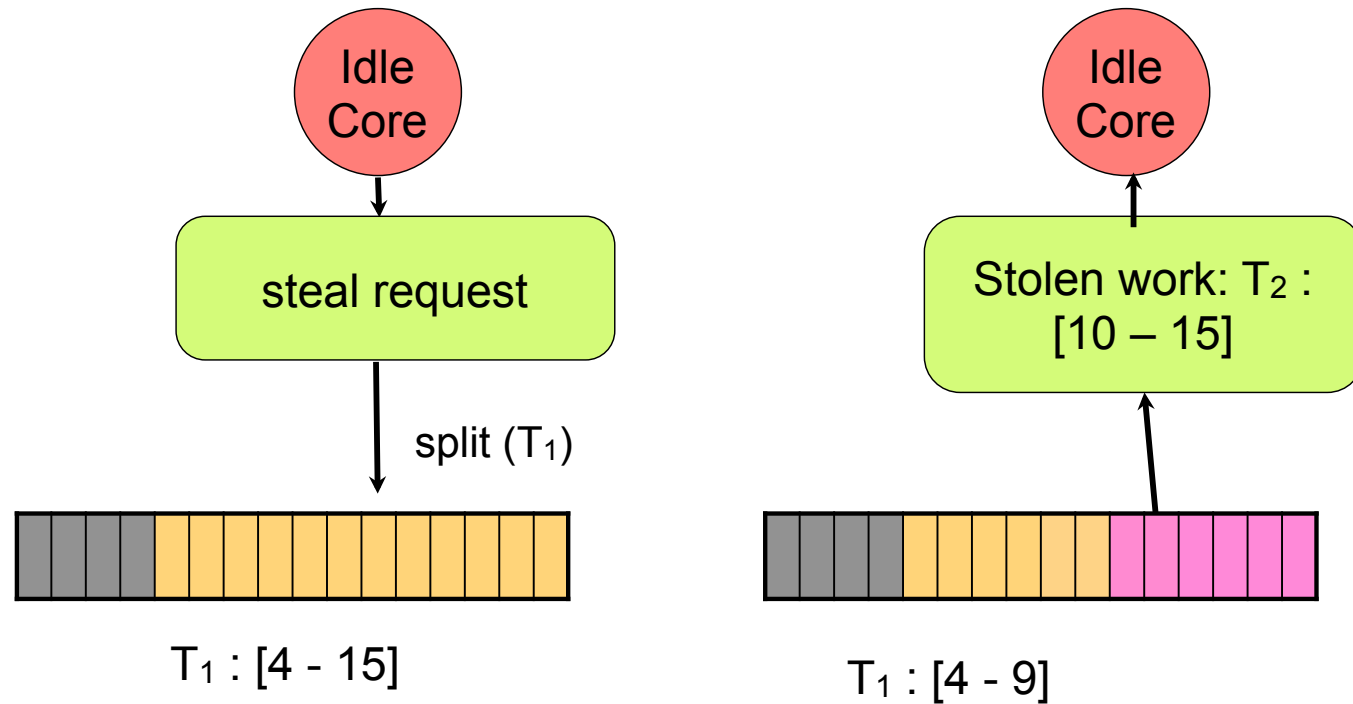 Idle
Core
steal request
split (T₁)
T₁ : [4 - 15]
Idle
Core
Stolen work: T₂ :
[10 – 15]
T₁ : [4 - 9]